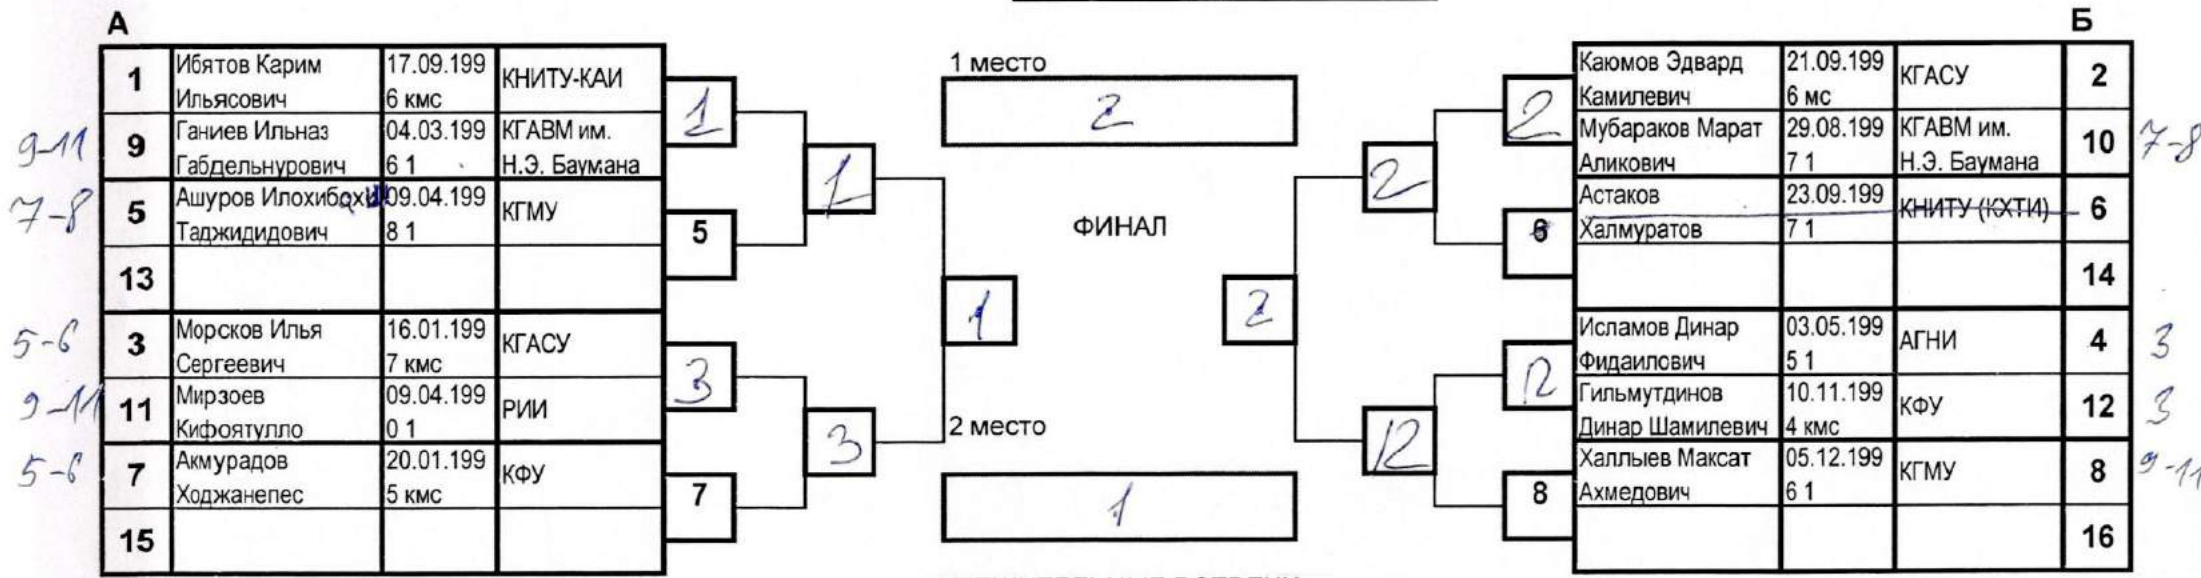 А Б
1 Ибятов Карим Ильясович 17.09.199 6 кмс КНИТУ-КАИ
9-11 9 Ганиев Ильназ Габдельнурович 04.03.199 6 1 КГАВМ им. Н.Э. Баумана
7-8 5 Ашуров Таджидидович 09.04.199 8 1 КГМУ
13
5-6 3 Морсков Илья Сергеевич 16.01.199 7 кмс КГАСУ
9-11 11 Мирзоев Кифоятулло 09.04.199 0 1 РИИ
5-6 7 Акмурадов Ходжанепес 20.01.199 5 кмс КФУ
15
1
5
3
7
1
3
1
1 место
2
ФИНАЛ
2 место
1
2
2
12
2
6
12
8
Каюмов Эдвард Камилевич 21.09.199 6 мс КГАСУ 2
Мубараков Марат Аликович 29.08.199 7 1 КГАВМ им. Н.Э. Баумана 10 7-8
Астаков Халмуратов 23.09.199 7 1 КНИТУ (КХТИ) 6
14
Исламов Динар Фидаилович 03.05.199 5 1 АГНИ 4 3
Гильмутдинов Динар Шамилевич 10.11.199 4 кмс КФУ 12 3
Халлыев Максат Ахмедович 05.12.199 6 1 КГМУ 8 9-11
16